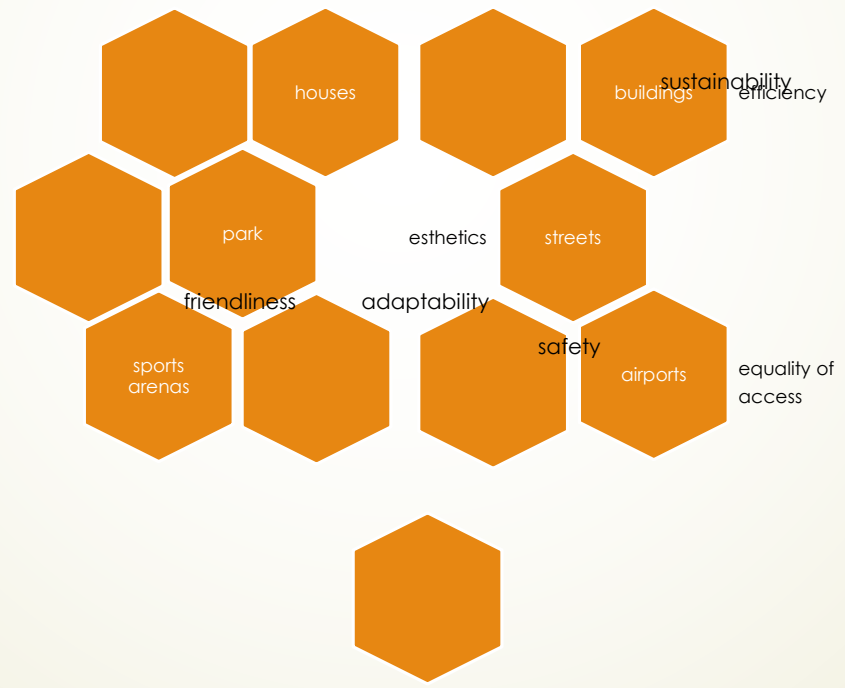 sustainability
houses
buildings
efficiency
park
esthetics
streets
friendliness
adaptability
safety
sports
arenas
airports
equality of
access